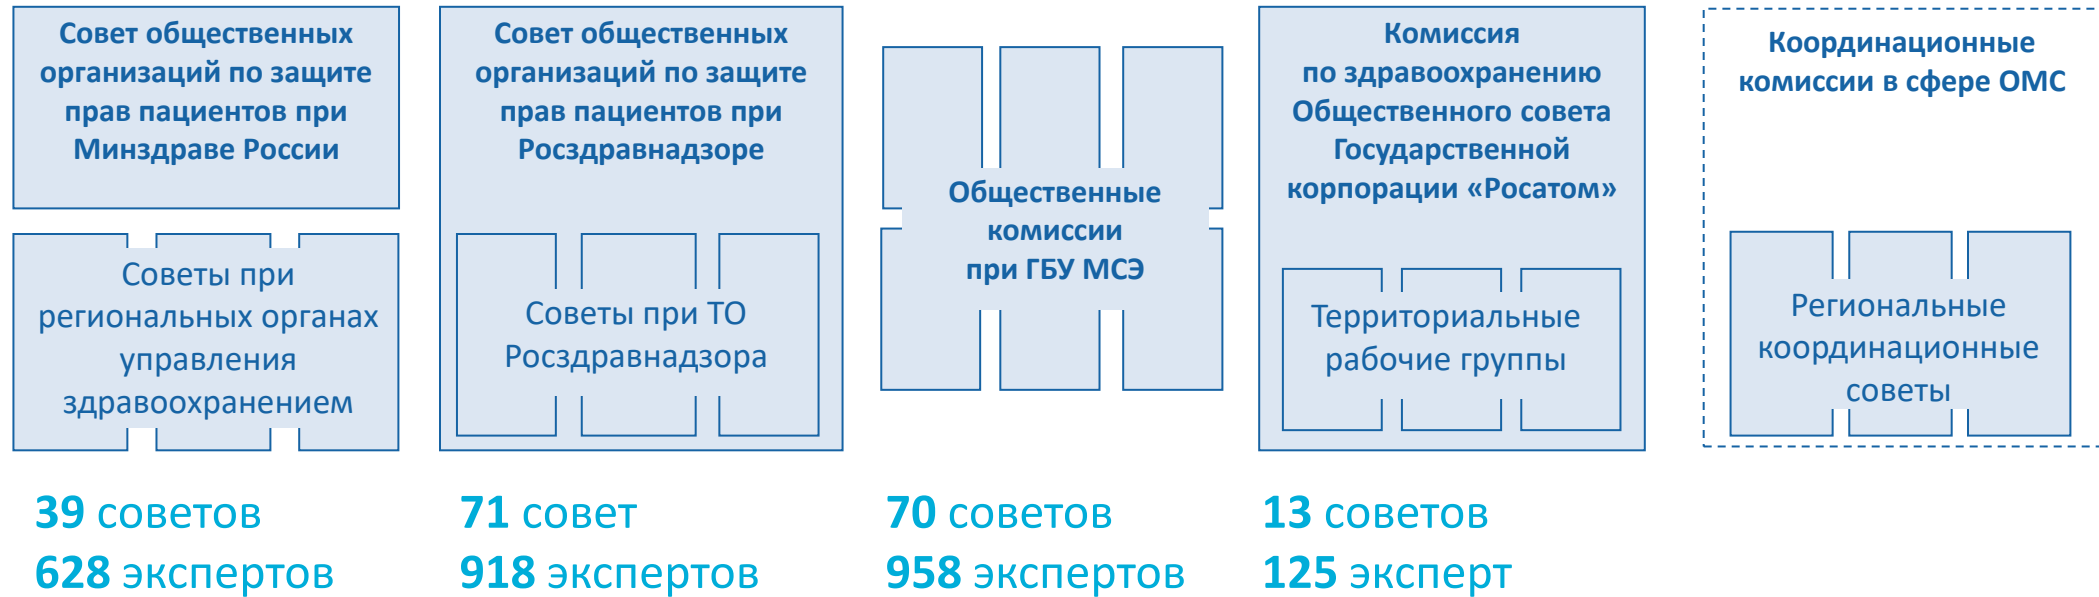 Совет общественных
организаций по защите
прав пациентов при
Минздраве России
Советы при
региональных органах
управления
здравоохранением
39 советов
628 экспертов
Совет общественных
организаций по защите
прав пациентов при
Росздравнадзоре
Советы при ТО
Росздравнадзора
71 совет
918 экспертов
Общественные
комиссии
при ГБУ МСЭ
70 советов
958 экспертов
Комиссия
по здравоохранению
Общественного совета
Государственной
корпорации «Росатом»
Территориальные
рабочие группы
13 советов
125 эксперт
Координационные
комиссии в сфере ОМС
Региональные
координационные
советы